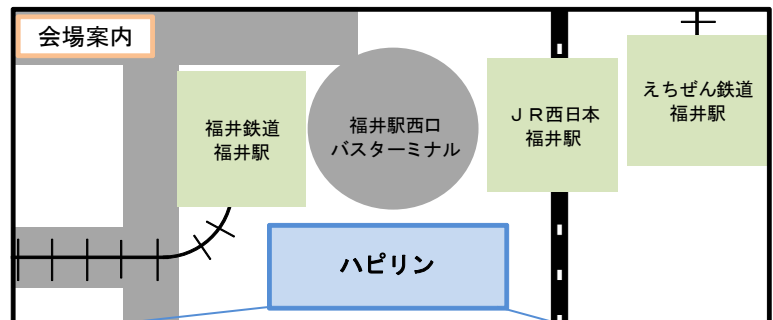 会場案内
福井鉄道
福井駅
福井駅西口
バスターミナル
ＪＲ西日本
福井駅
えちぜん鉄道
福井駅
ハピリン